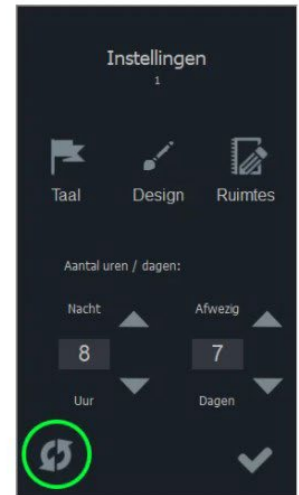 Instellingen
1
Taal Design Ruimtes
Aantal uren / dagen:
Nacht Afwezig
8 7
Uur Dagen